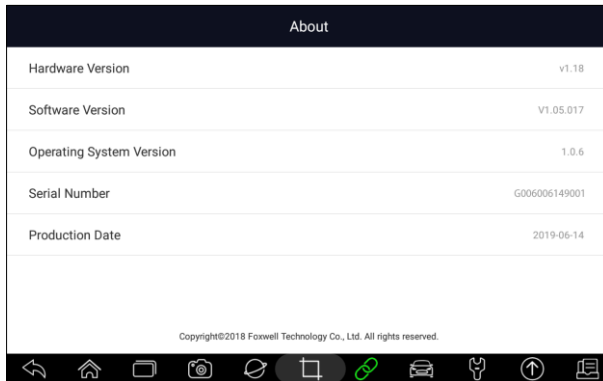 About
Hardware Version v1.18
Software Version V1.05.017
Operating System Version 1.0.6
Serial Number G006006149001
Production Date 2019-06-14
Copyright©2018 Foxwell Technology Co., Ltd. All rights reserved.